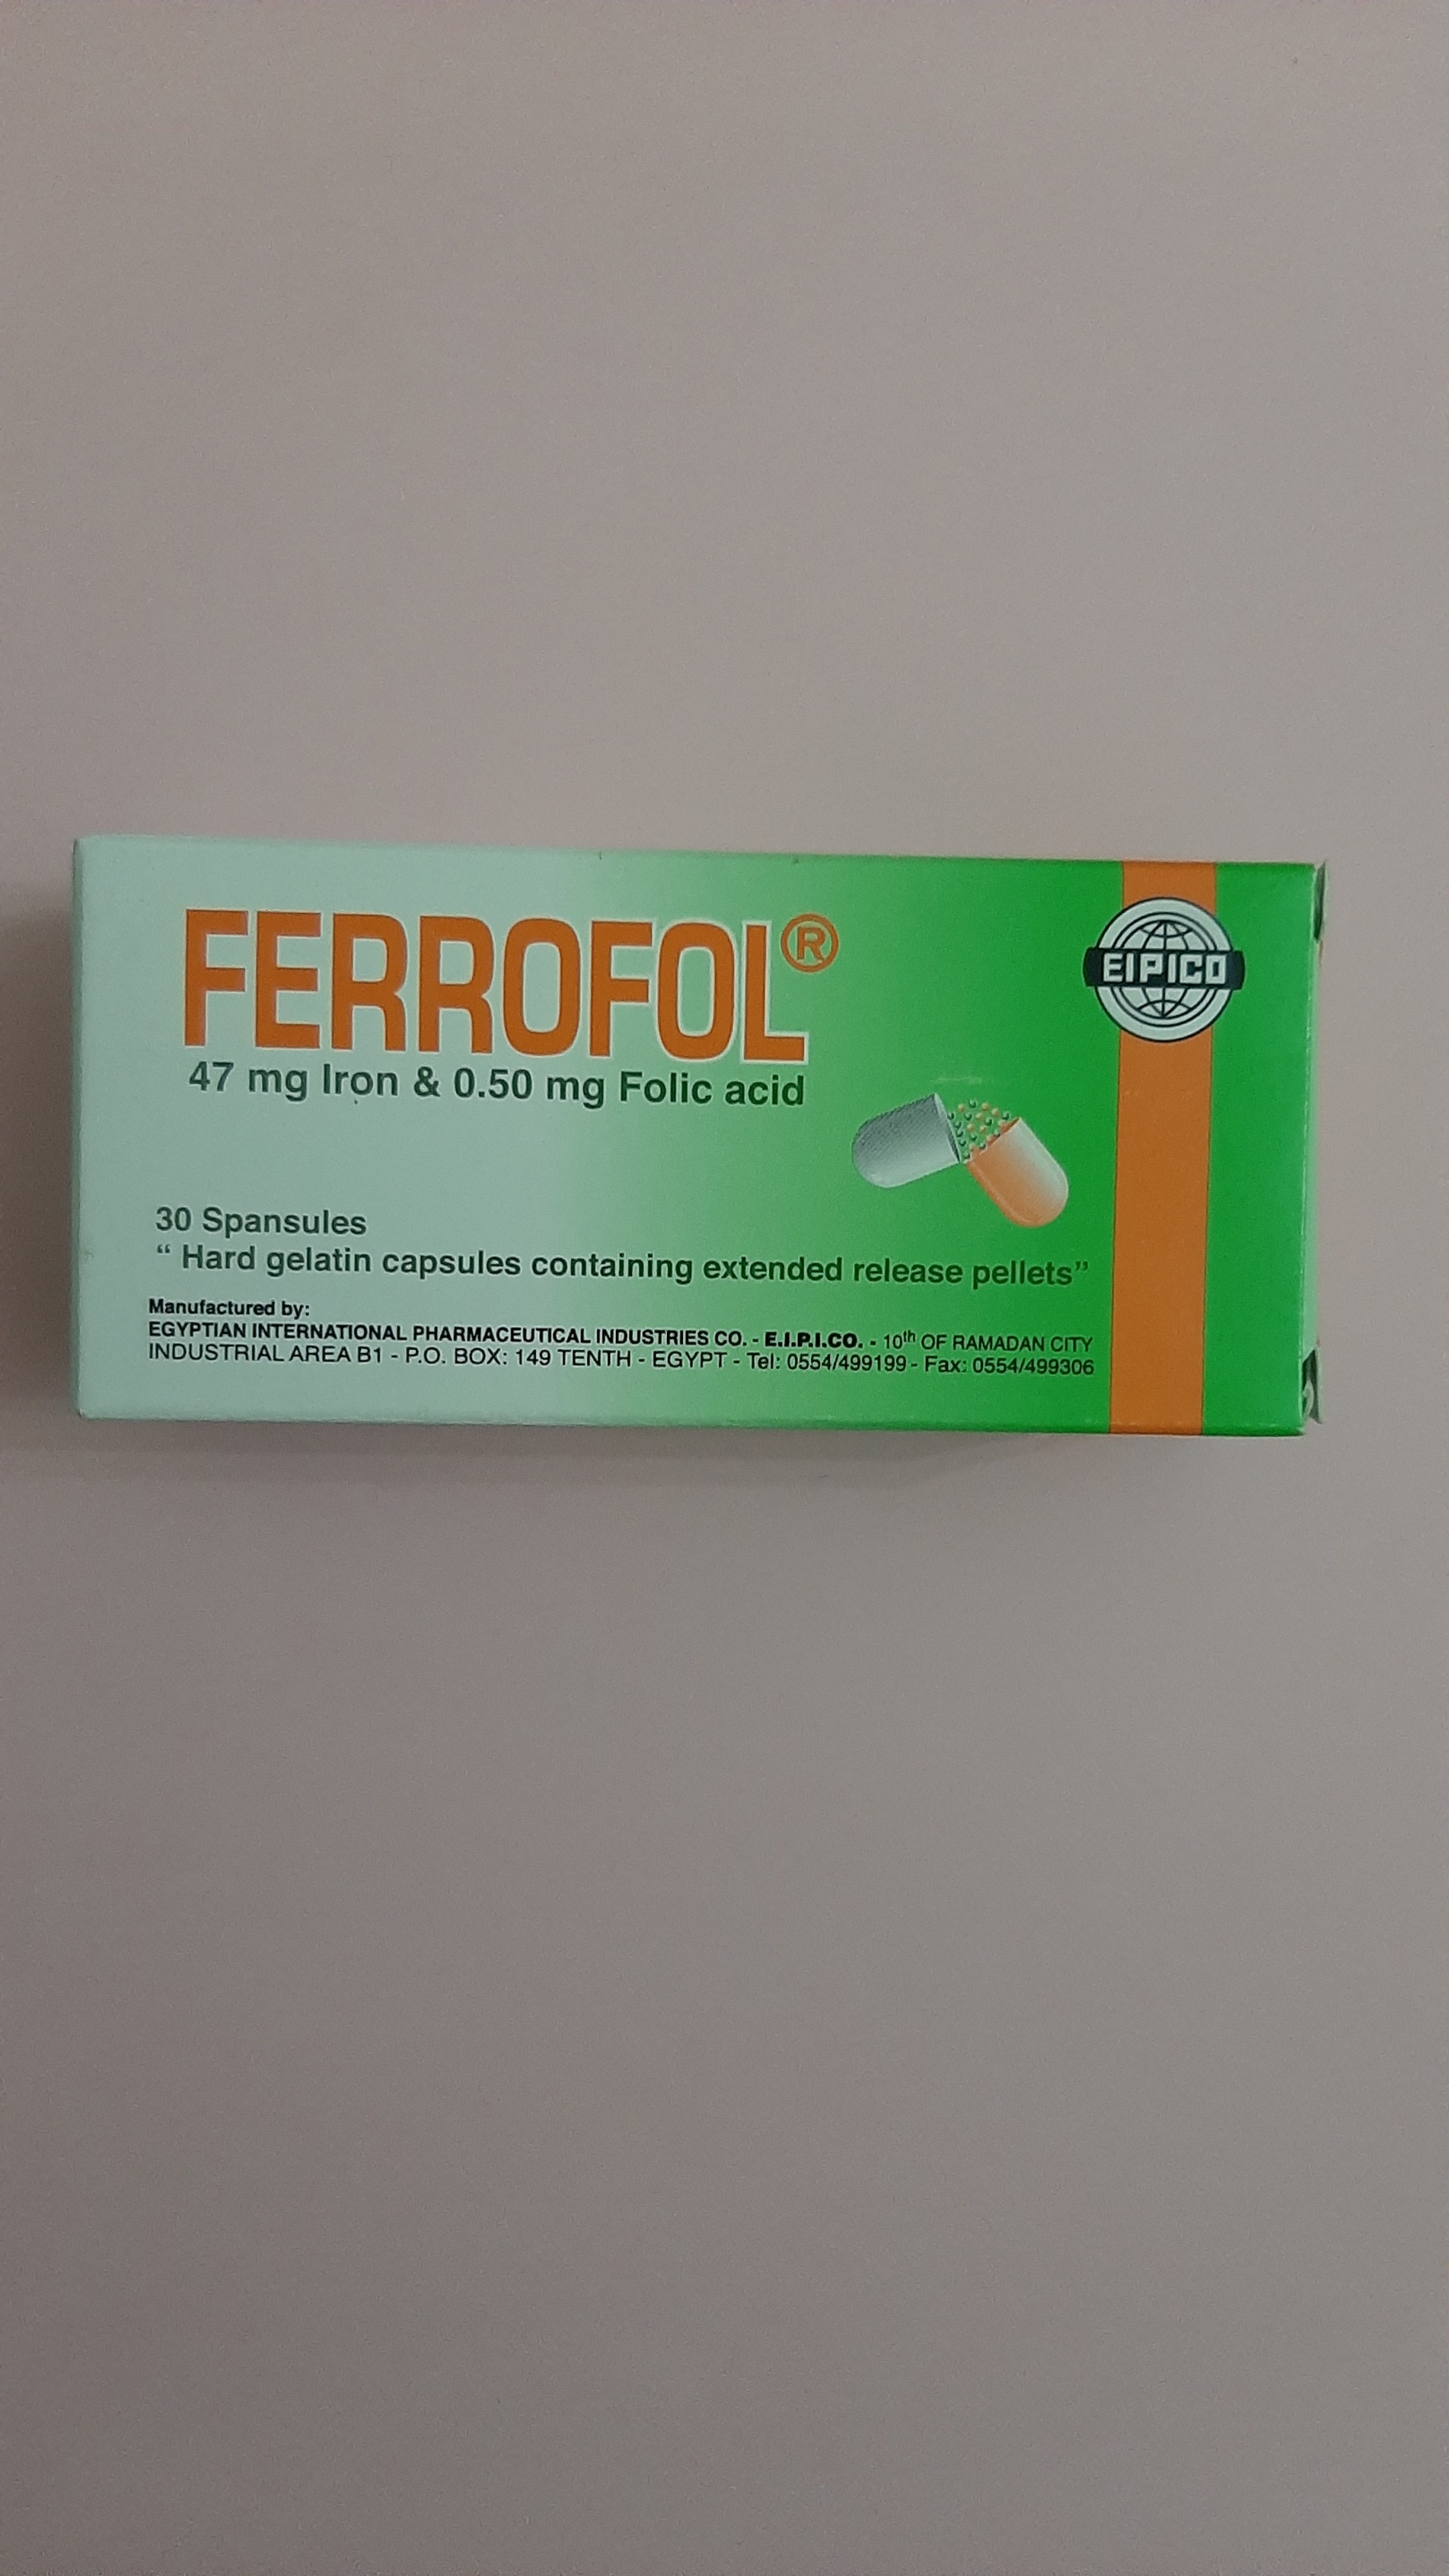 FERROFOL®
47 mg Iron & 0.50 mg Folic acid
EIPICO
30 Spansules
“ Hard gelatin capsules containing extended release pellets”
Manufactured by:
EGYPTIAN INTERNATIONAL PHARMACEUTICAL INDUSTRIES CO. - E.I.P.I.CO. - 10th OF RAMADAN CITY
INDUSTRIAL AREA B1 - P.O. BOX: 149 TENTH - EGYPT - Tel: 0554/499199 - Fax: 0554/499306